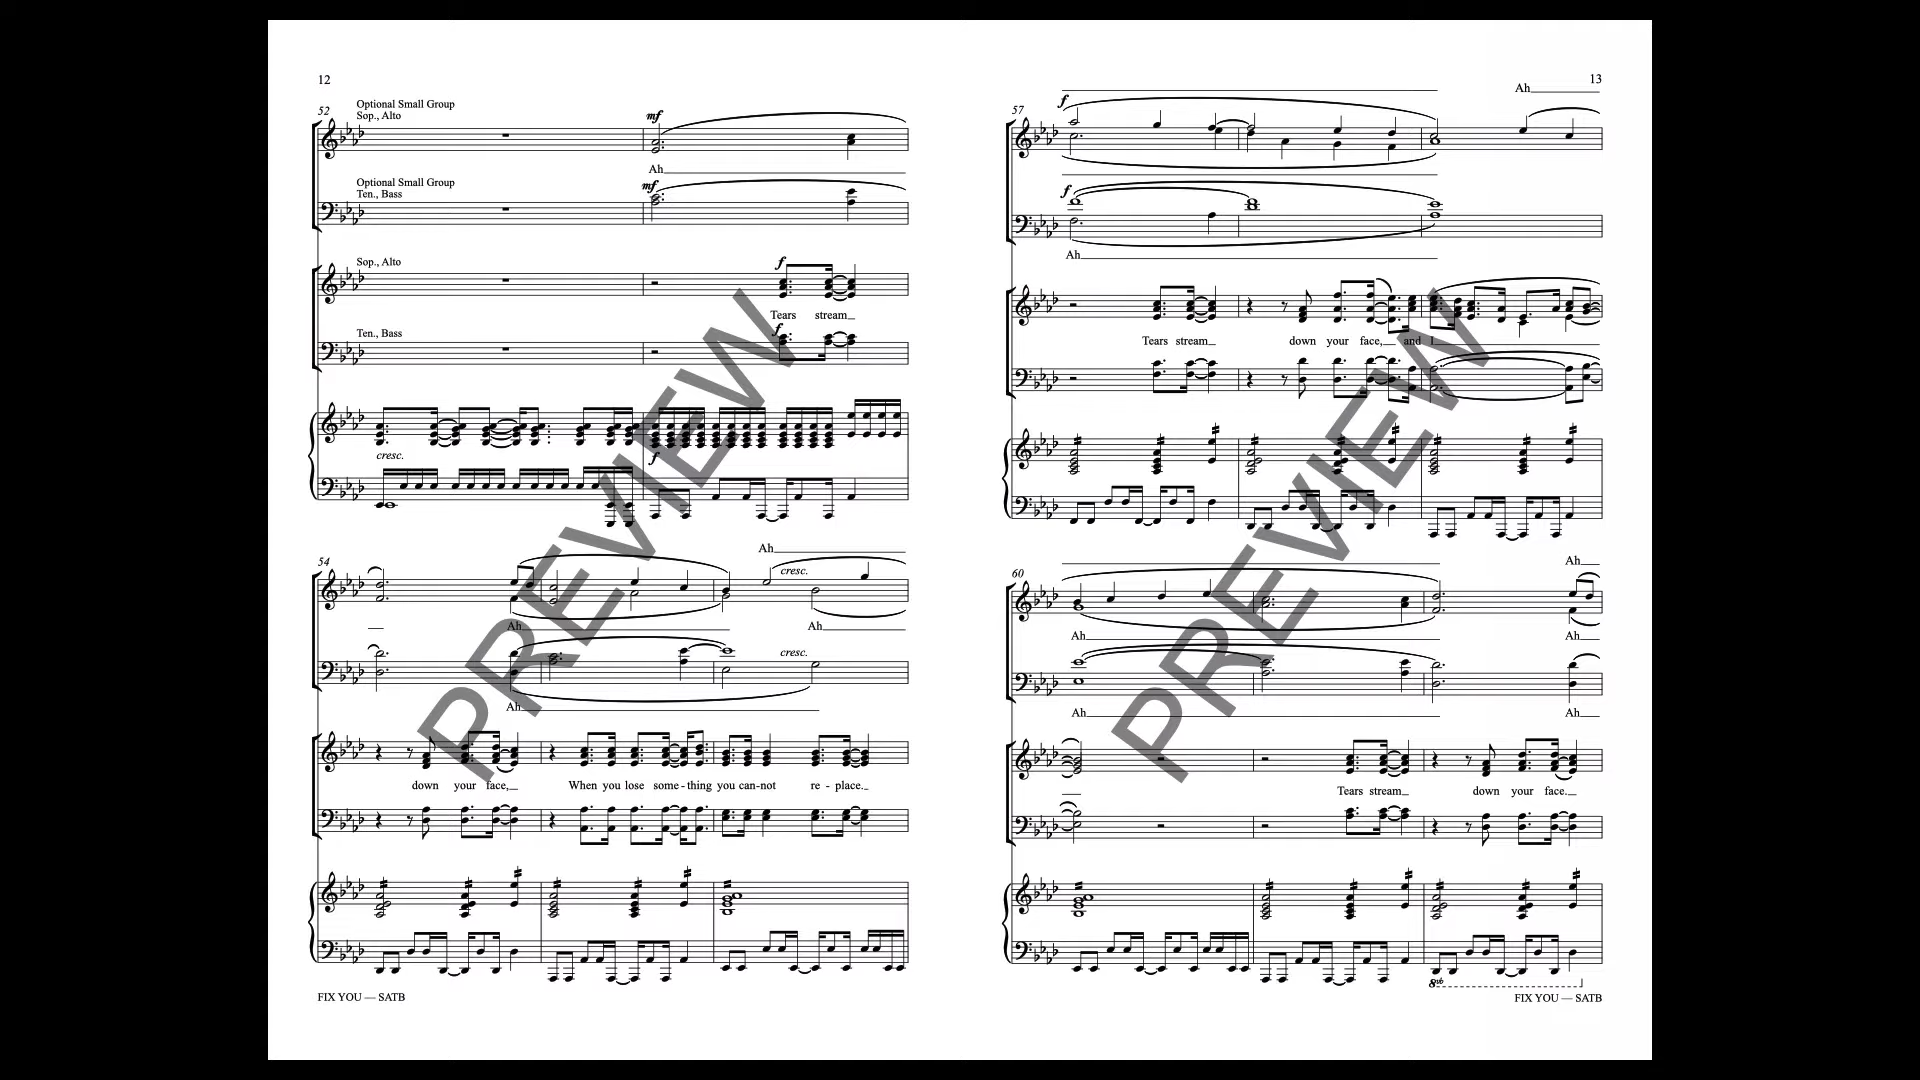 12
52
Optional Small Group
Sop., Alto
mf
Ah
Optional Small Group
Ten., Bass
mf
Sop., Alto
f
Tears stream
Ten., Bass
f
cresc.
f
54
Ah
cresc.
Ah Ah
cresc.
Ah
down your face, When you lose some - thing you can-not re - place.
FIX YOU — SATB
PREVIEW
13
Ah
57
f
f
Ah
Tears stream down your face, and I
60
Ah
Ah Ah
Ah Ah
Tears stream down your face.
8vb
FIX YOU — SATB
PREVIEW